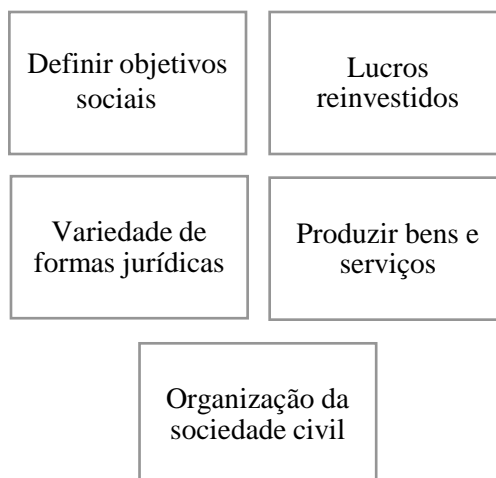 Definir objetivos
sociais
Lucros
reinvestidos
Variedade de
formas jurídicas
Produzir bens e
serviços
Organização da
sociedade civil